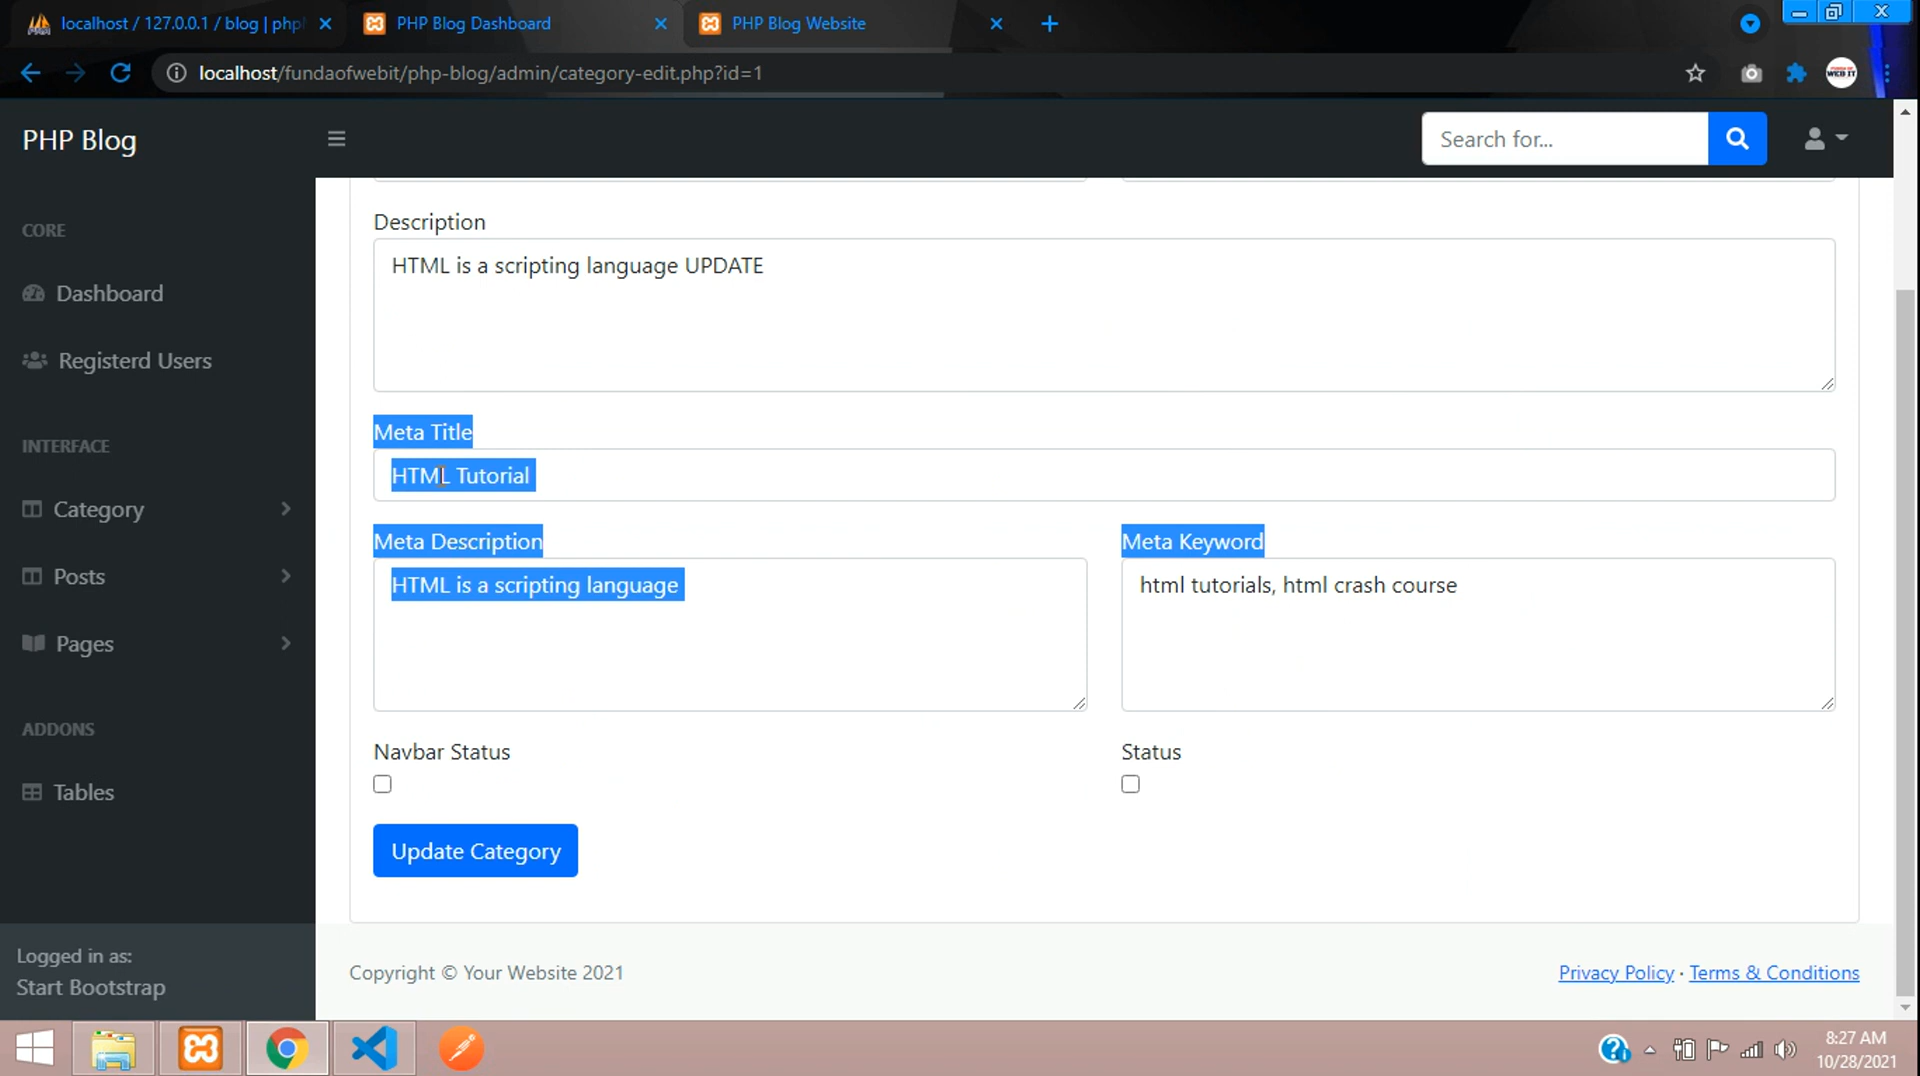 localhost / 127.0.0.1 / blog | php
PHP Blog Dashboard
PHP Blog Website
localhost/fundaofwebit/php-blog/admin/category-edit.php?id=1
WEB IT
PHP Blog
Search for...
CORE
Dashboard
Registerd Users
INTERFACE
Category
Posts
Pages
ADDONS
Tables
Logged in as:
Start Bootstrap
Description
HTML is a scripting language UPDATE
Meta Title
HTML Tutorial
Meta Description
Meta Keyword
HTML is a scripting language
html tutorials, html crash course
Navbar Status
Status
Update Category
Copyright © Your Website 2021
Privacy Policy · Terms & Conditions
8:27 AM
10/28/2021